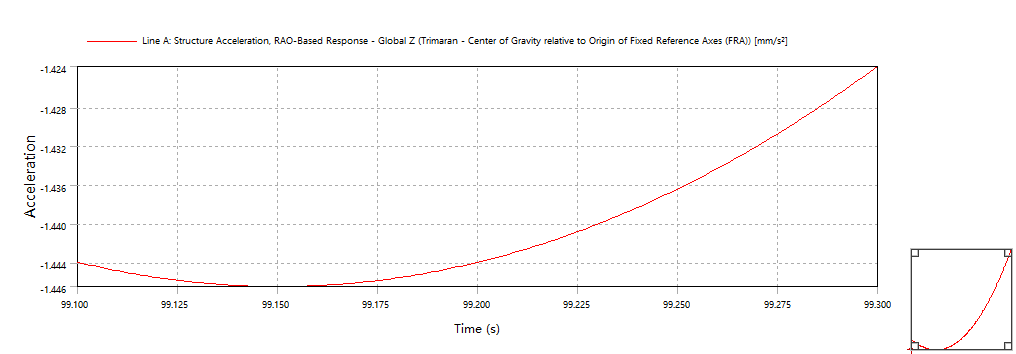 Line A: Structure Acceleration, RAO-Based Response - Global Z (Trimaran - Center of Gravity relative to Origin of Fixed Reference Axes (FRA)) [mm/s²]
-1.424
-1.428
-1.432
-1.436
-1.440
-1.444
-1.446
Acceleration
99.100 99.125 99.150 99.175 99.200 99.225 99.250 99.275 99.300
Time (s)